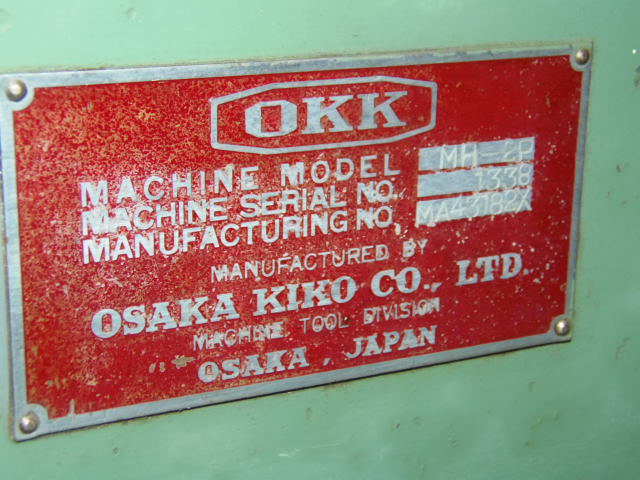 OKK
MACHINE MODEL MH-2P
MACHINE SERIAL NO. 1338
MANUFACTURING NO. MA43182X
MANUFACTURED BY
OSAKA KIKO CO., LTD.
MACHINE TOOL DIVISION
OSAKA, JAPAN